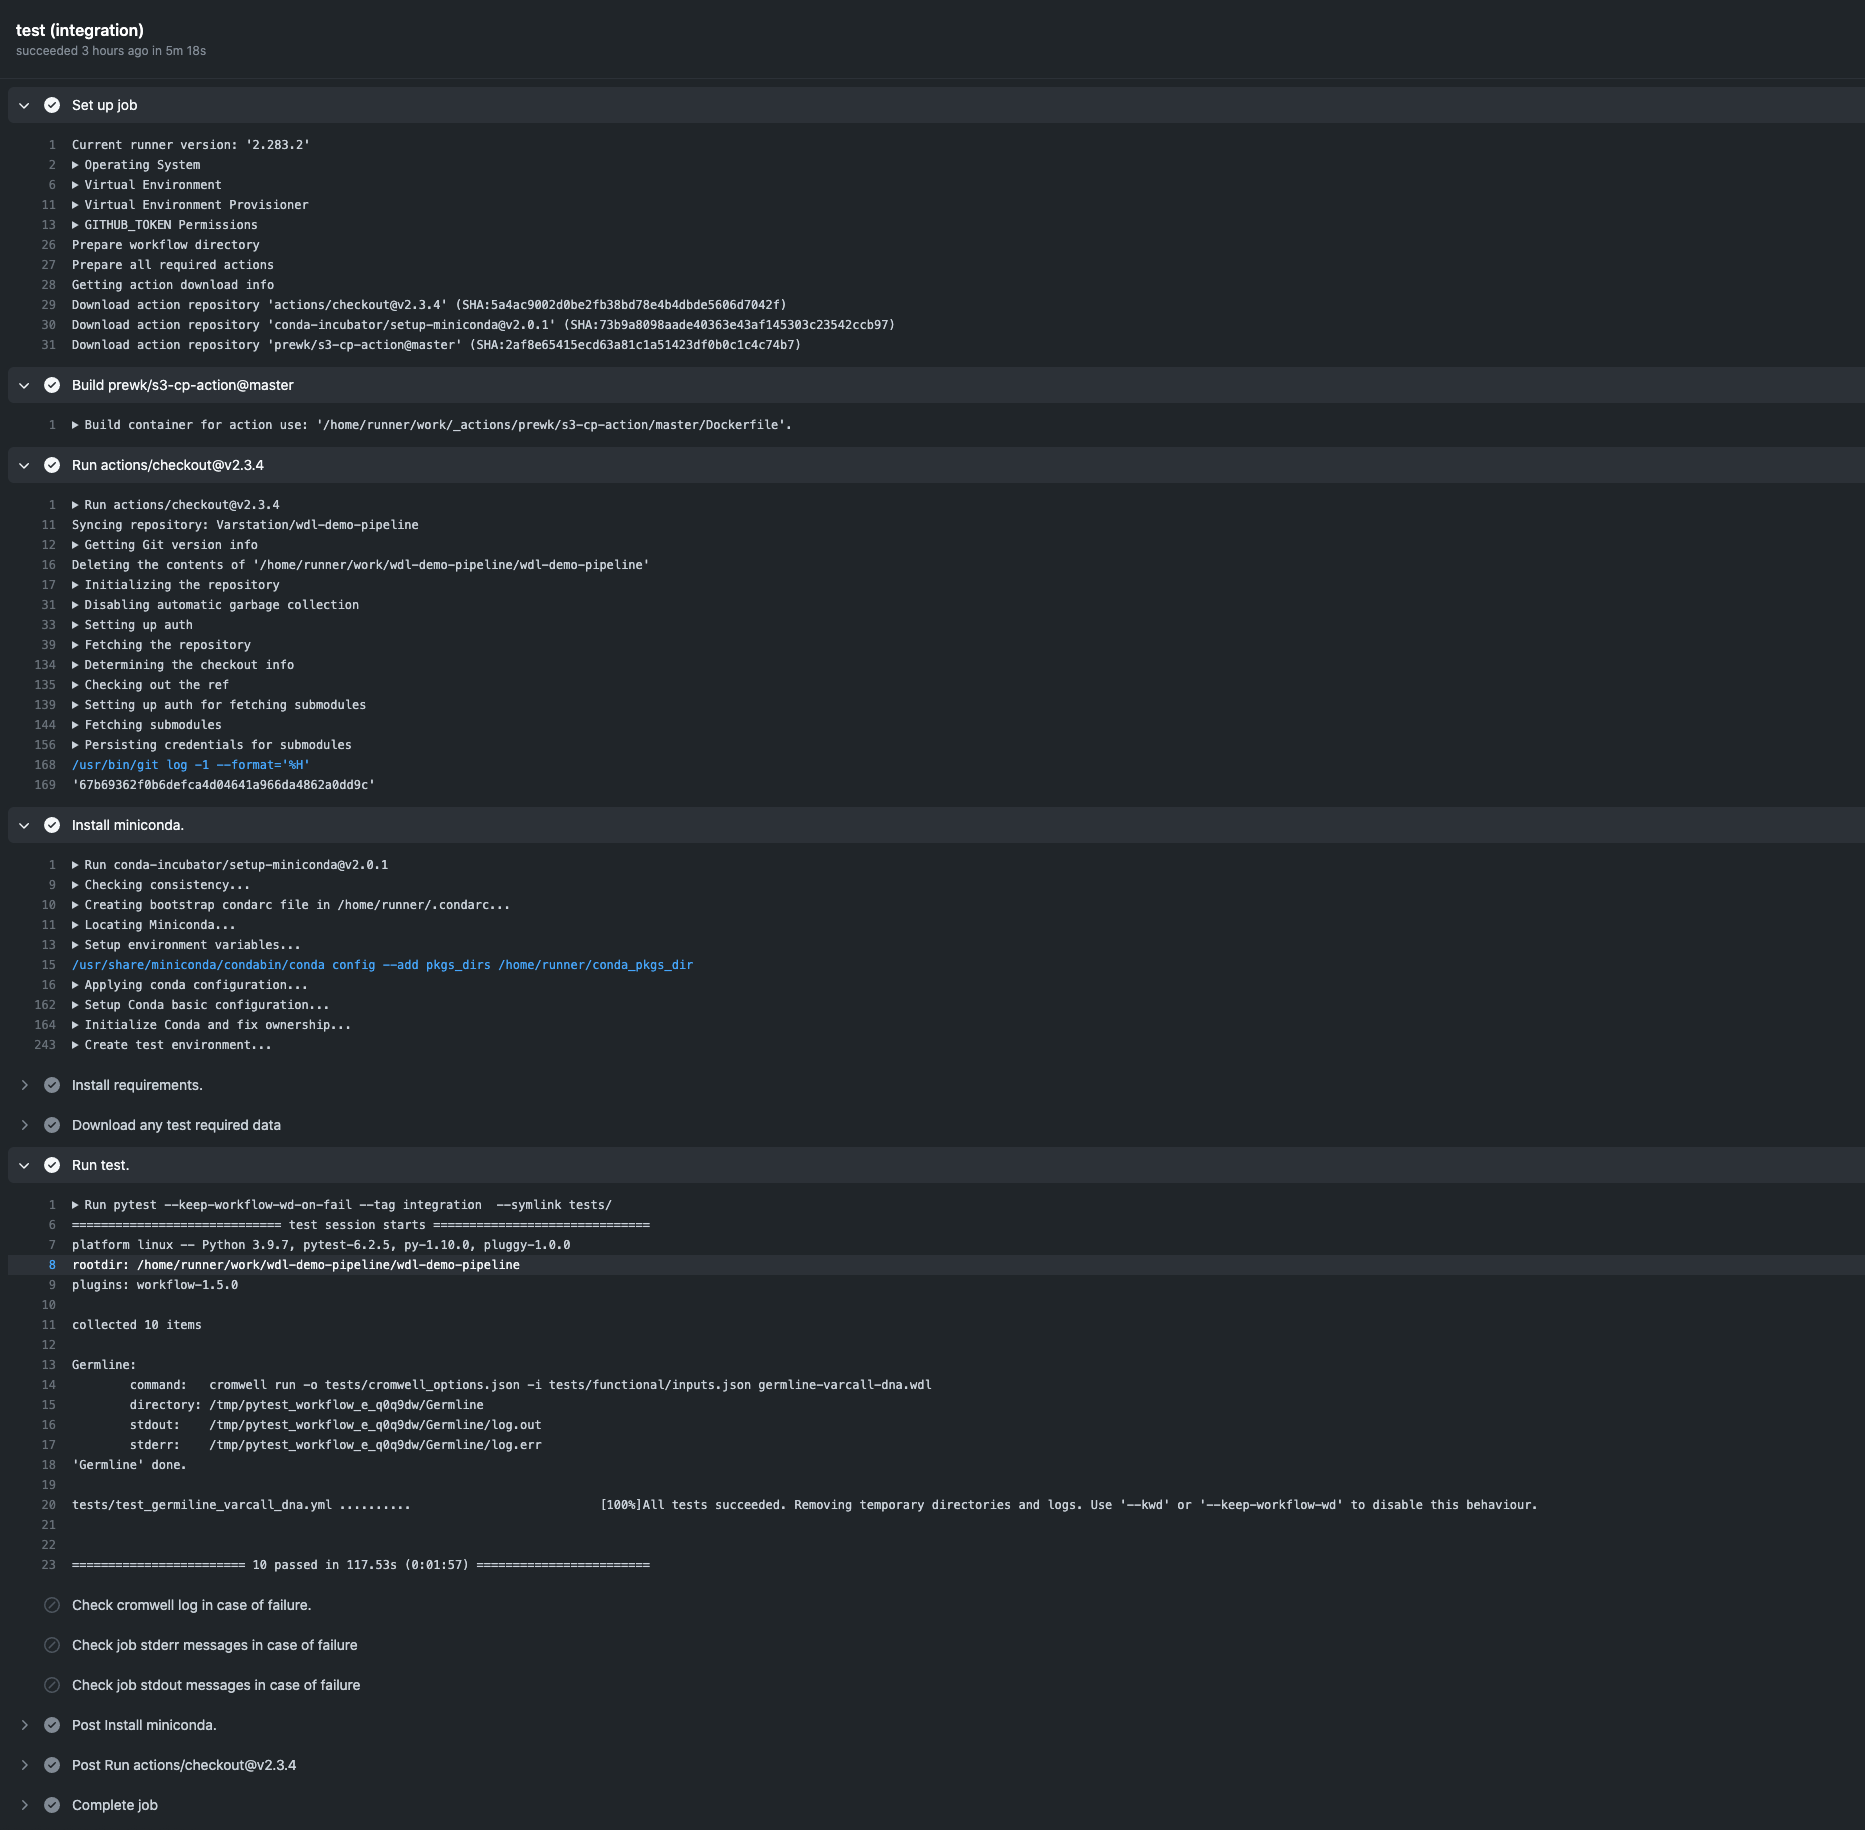 test (integration)
succeeded 3 hours ago in 5m 18s
Set up job
1 Current runner version: '2.283.2'
2 ▶ Operating System
6 ▶ Virtual Environment
11 ▶ Virtual Environment Provisioner
13 ▶ GITHUB_TOKEN Permissions
26 Prepare workflow directory
27 Prepare all required actions
28 Getting action download info
29 Download action repository 'actions/checkout@v2.3.4' (SHA:5a4ac9002d0be2fb38bd78e4b4dbde5606d7042f)
30 Download action repository 'conda-incubator/setup-miniconda@v2.0.1' (SHA:73b9a8098aade40363e43af145303c23542ccb97)
31 Download action repository 'prewk/s3-cp-action@master' (SHA:2af8e65415ecd63a81c1a51423df0b0c1c4c74b7)
Build prewk/s3-cp-action@master
1 ▶ Build container for action use: '/home/runner/work/_actions/prewk/s3-cp-action/master/Dockerfile'.
Run actions/checkout@v2.3.4
1 ▶ Run actions/checkout@v2.3.4
11 Syncing repository: Varstation/wdl-demo-pipeline
12 ▶ Getting Git version info
16 Deleting the contents of '/home/runner/work/wdl-demo-pipeline/wdl-demo-pipeline'
17 ▶ Initializing the repository
31 ▶ Disabling automatic garbage collection
33 ▶ Setting up auth
39 ▶ Fetching the repository
134 ▶ Determining the checkout info
135 ▶ Checking out the ref
139 ▶ Setting up auth for fetching submodules
144 ▶ Fetching submodules
156 ▶ Persisting credentials for submodules
168 /usr/bin/git log -1 --format='%H'
169 '67b69362f0b6defca4d04641a966da4862a0dd9c'
Install miniconda.
1 ▶ Run conda-incubator/setup-miniconda@v2.0.1
9 ▶ Checking consistency...
10 ▶ Creating bootstrap condarc file in /home/runner/.condarc...
11 ▶ Locating Miniconda...
13 ▶ Setup environment variables...
15 /usr/share/miniconda/condabin/conda config --add pkgs_dirs /home/runner/conda_pkgs_dir
16 ▶ Applying conda configuration...
162 ▶ Setup Conda basic configuration...
164 ▶ Initialize Conda and fix ownership...
243 ▶ Create test environment...
Install requirements.
Download any test required data
Run test.
1 ▶ Run pytest --keep-workflow-wd-on-fail --tag integration  --symlink tests/
6 ============================= test session starts ==============================
7 platform linux -- Python 3.9.7, pytest-6.2.5, py-1.10.0, pluggy-1.0.0
8 rootdir: /home/runner/work/wdl-demo-pipeline/wdl-demo-pipeline
9 plugins: workflow-1.5.0
10
11 collected 10 items
12
13 Germline:
14 command:   cromwell run -o tests/cromwell_options.json -i tests/functional/inputs.json germline-varcall-dna.wdl
15 directory: /tmp/pytest_workflow_e_q0q9dw/Germline
16 stdout:    /tmp/pytest_workflow_e_q0q9dw/Germline/log.out
17 stderr:    /tmp/pytest_workflow_e_q0q9dw/Germline/log.err
18 'Germline' done.
19
20 tests/test_germiline_varcall_dna.yml .......... [100%]All tests succeeded. Removing temporary directories and logs. Use '--kwd' or '--keep-workflow-wd' to disable this behaviour.
21
22
23 ======================== 10 passed in 117.53s (0:01:57) ========================
Check cromwell log in case of failure.
Check job stderr messages in case of failure
Check job stdout messages in case of failure
Post Install miniconda.
Post Run actions/checkout@v2.3.4
Complete job